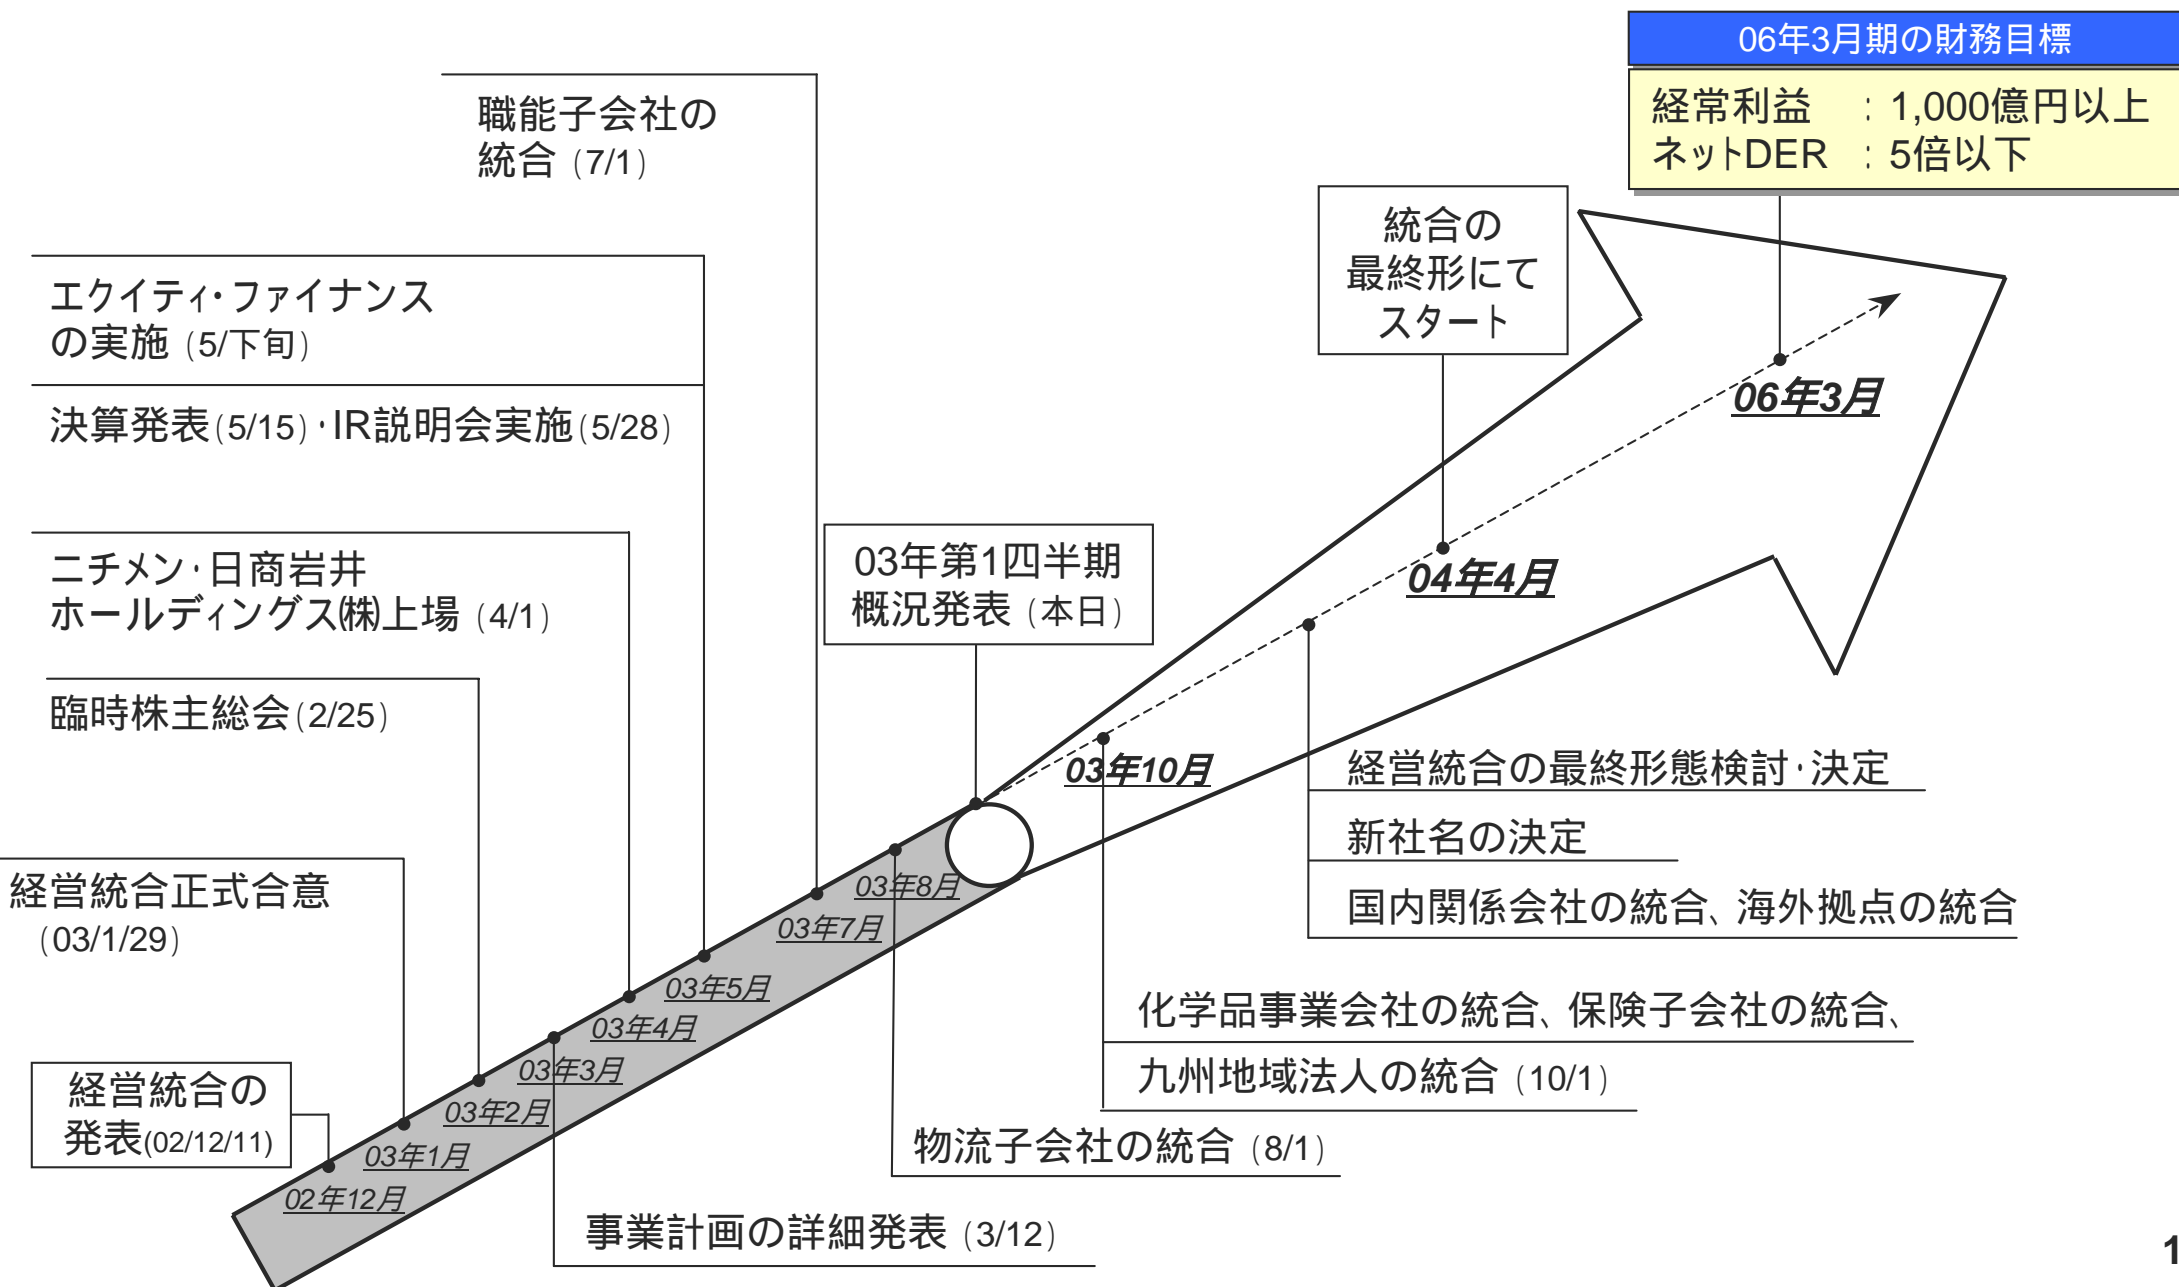 06年3月期の財務目標
経常利益 : 1,000億円以上
ネットDER : 5倍以下
職能子会社の
統合 (7/1)
統合の
最終形にて
スタート
エクイティ・ファイナンス
の実施 (5/下旬)
06年3月
決算発表(5/15)・IR説明会実施(5/28)
ニチメン・日商岩井
ホールディングス㈱上場 (4/1)
03年第1四半期
概況発表 (本日)
04年4月
臨時株主総会(2/25)
03年10月
経営統合の最終形態検討・決定
新社名の決定
国内関係会社の統合、海外拠点の統合
経営統合正式合意
(03/1/29)
03年8月
03年7月
03年5月
03年4月
03年3月
03年2月
03年1月
02年12月
化学品事業会社の統合、保険子会社の統合、
九州地域法人の統合 (10/1)
経営統合の
発表(02/12/11)
物流子会社の統合 (8/1)
事業計画の詳細発表 (3/12)
1